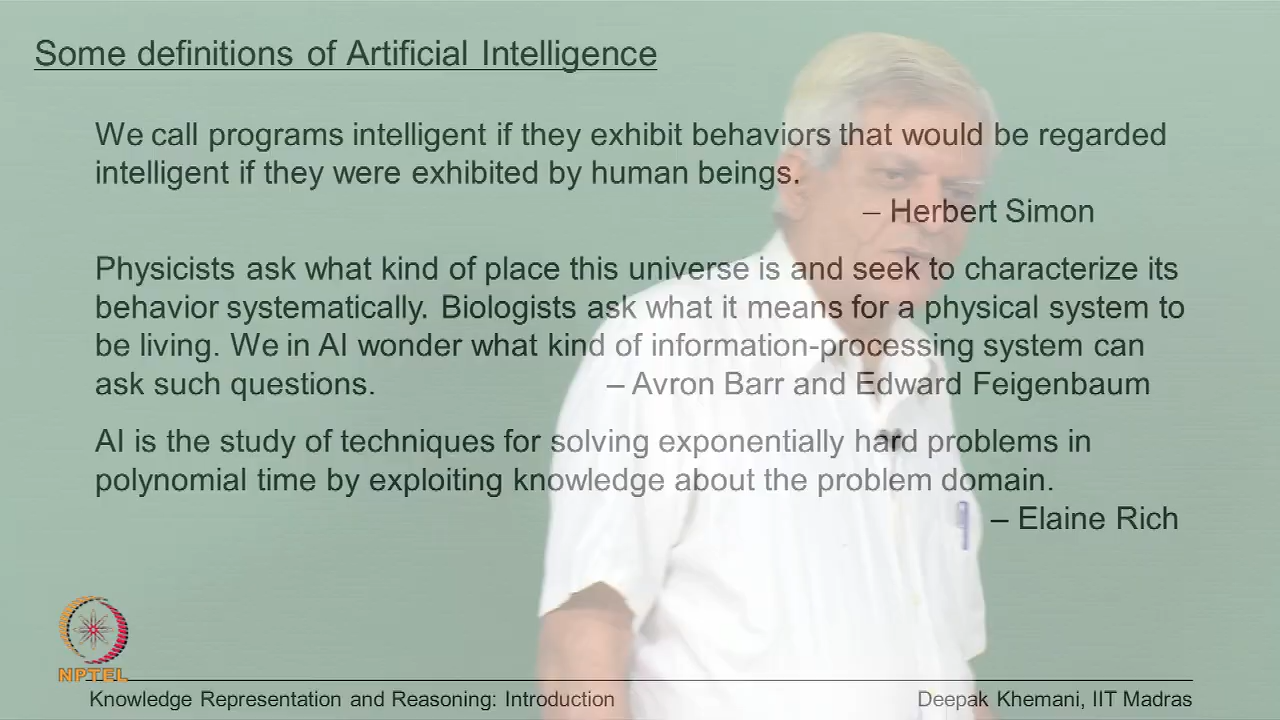 Some definitions of Artificial Intelligence
We call programs intelligent if they exhibit behaviors that would be regarded
intelligent if they were exhibited by human beings.
– Herbert Simon
Physicists ask what kind of place this universe is and seek to characterize its
behavior systematically. Biologists ask what it means for a physical system to
be living. We in AI wonder what kind of information-processing system can
ask such questions. – Avron Barr and Edward Feigenbaum
AI is the study of techniques for solving exponentially hard problems in
polynomial time by exploiting knowledge about the problem domain.
– Elaine Rich
NPTEL
Knowledge Representation and Reasoning: Introduction Deepak Khemani, IIT Madras